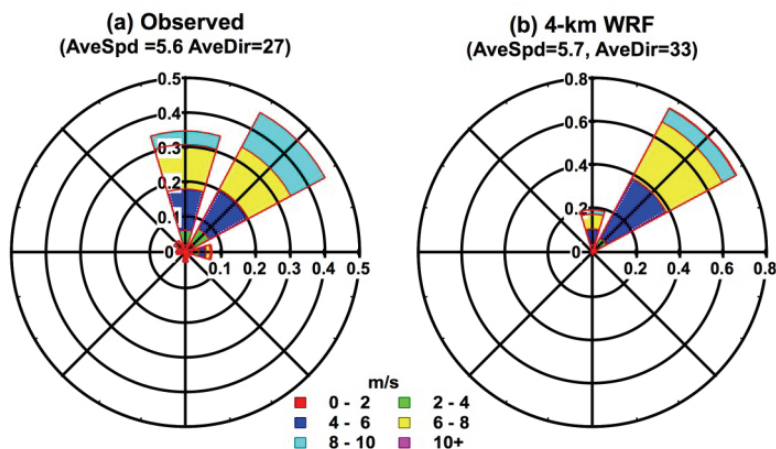 (a) Observed
(AveSpd =5.6 AveDir=27)
(b) 4-km WRF
(AveSpd=5.7, AveDir=33)
0.5
0.4
0.3
0.2
0.1
0
0.1 0.2 0.3 0.4 0.5
0.8
0.6
0.4
0.2
0
0.2 0.4 0.6 0.8
m/s
0 - 2
2 - 4
4 - 6
6 - 8
8 - 10
10+